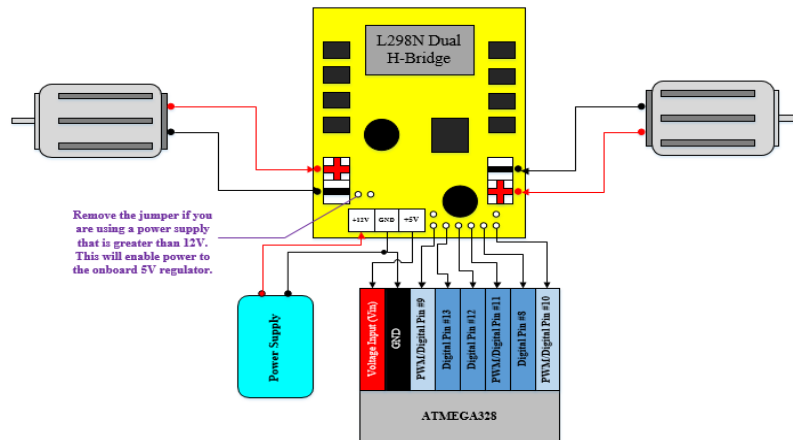 L298N Dual
H-Bridge
Remove the jumper if you
are using a power supply
that is greater than 12V.
This will enable power to
the onboard 5V regulator.
+12V
GND
+5V
Power Supply
Voltage Input (Vin)
GND
PWM/Digital Pin #9
Digital Pin #13
Digital Pin #12
PWM/Digital Pin #11
Digital Pin #8
PWM/Digital Pin #10
ATMEGA328